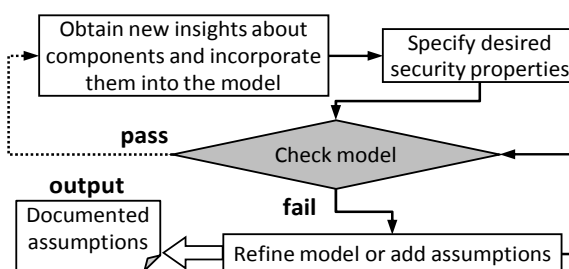 Obtain new insights about
components and incorporate
them into the model
Specify desired
security properties
pass
Check model
output
fail
Documented
assumptions
Refine model or add assumptions